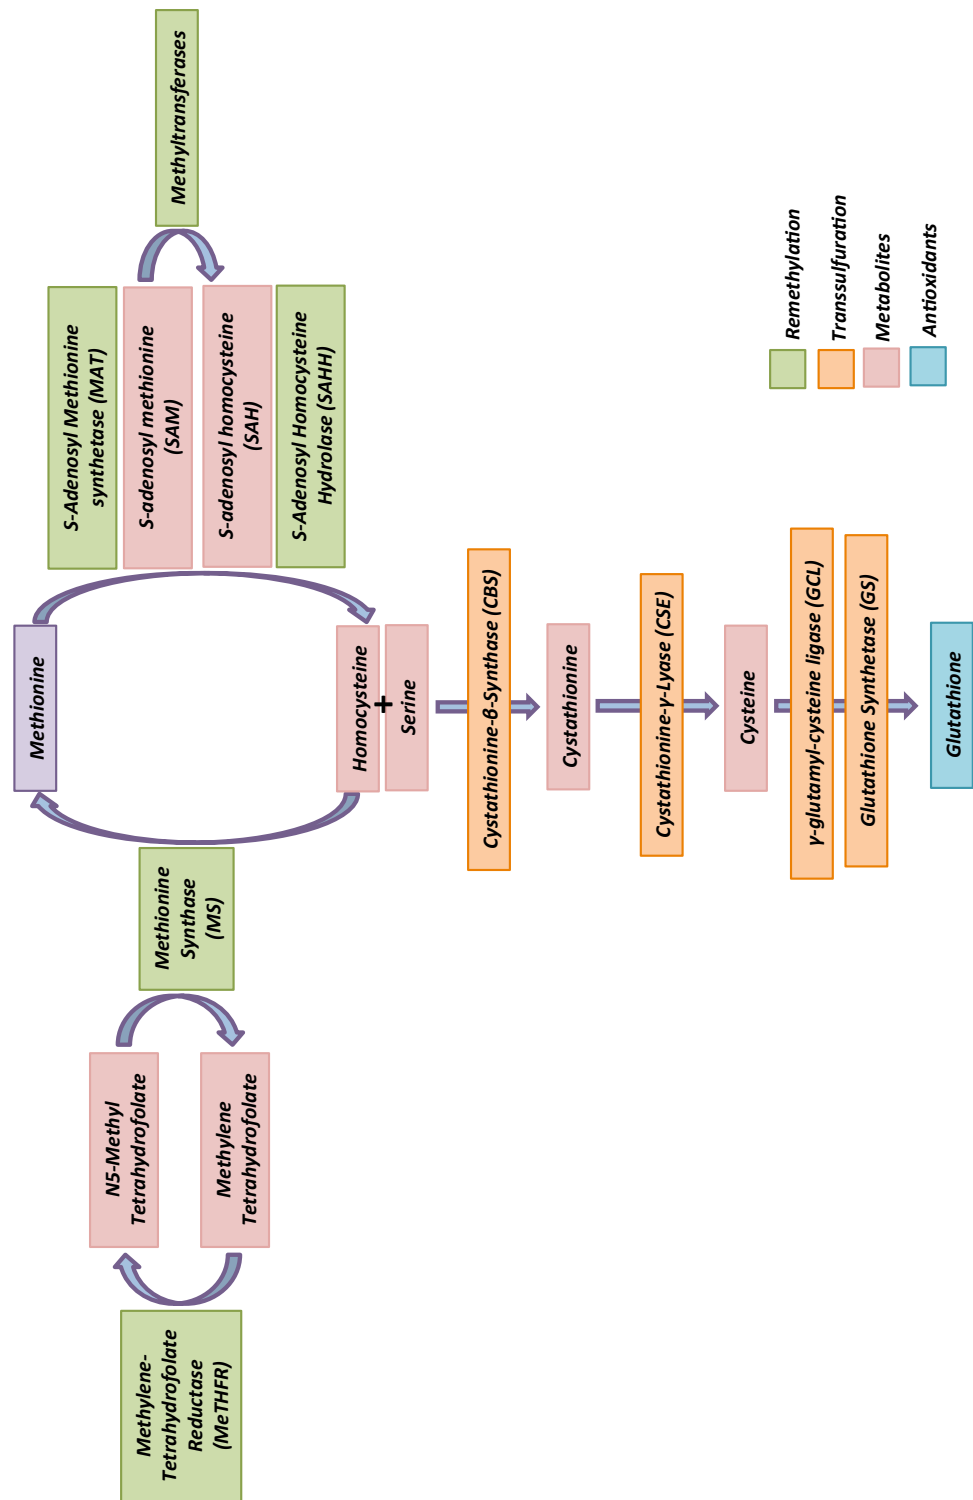 Methyltransferases
S-Adenosyl Methionine
synthetase (MAT)
S-adenosyl methionine
(SAM)
S-adenosyl homocysteine
(SAH)
S-Adenosyl Homocysteine
Hydrolase (SAHH)
Methionine
Homocysteine
+
Serine
Methionine
Synthase
(MS)
N5-Methyl
Tetrahydrofolate
Methylene
Tetrahydrofolate
Methylene-
Tetrahydrofolate
Reductase
(MeTHFR)
Cystathionine-β-Synthase (CBS)
Cystathionine
Cystathionine-γ-Lyase (CSE)
Cysteine
γ-glutamyl-cysteine ligase (GCL)
Glutathione Synthetase (GS)
Glutathione
Remethylation
Transsulfuration
Metabolites
Antioxidants